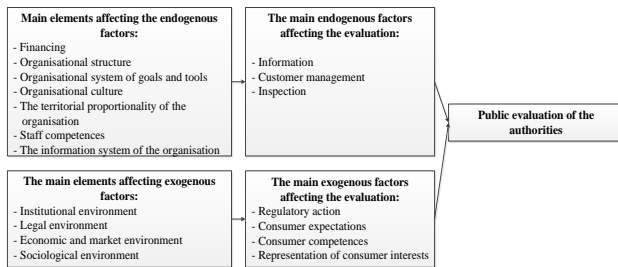 Main elements affecting the endogenous
factors:
- Financing
- Organisational structure
- Organisational system of goals and tools
- Organisational culture
- The territorial proportionality of the
organisation
- Staff competences
- The information system of the organisation
The main endogenous factors
affecting the evaluation:
- Information
- Customer management
- Inspection
Public evaluation of the
authorities
The main elements affecting exogenous
factors:
- Institutional environment
- Legal environment
- Economic and market environment
- Sociological environment
The main exogenous factors
affecting the evaluation:
- Regulatory action
- Consumer expectations
- Consumer competences
- Representation of consumer interests